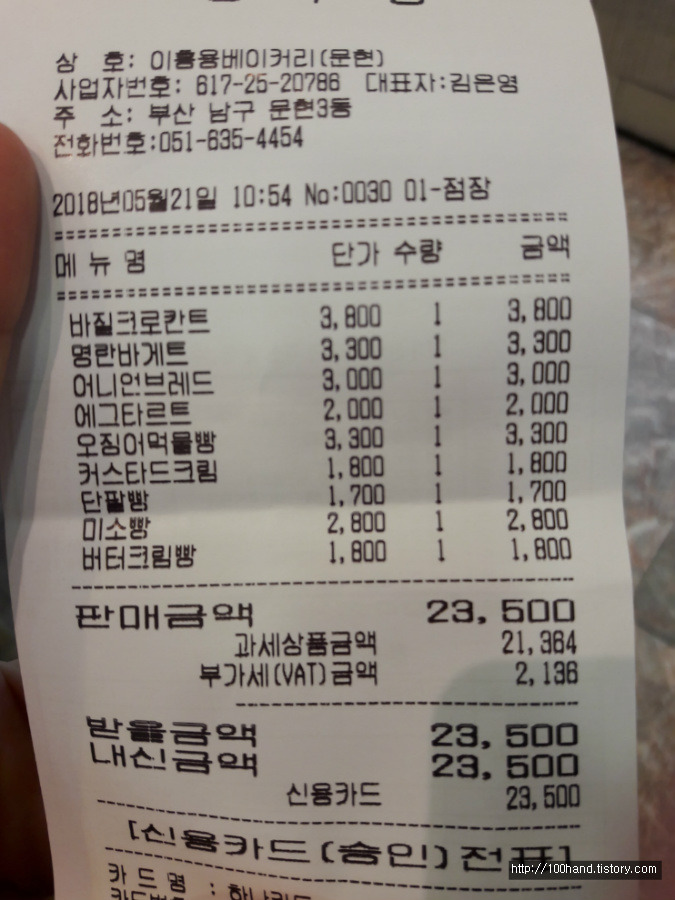 상 호: 이흥용베이커리(문현)
사업자번호: 617-25-20786 대표자:김은영
주 소: 부산 남구 문현3동
전화번호:051-635-4454
2018년05월21일 10:54 No:0030 01-점장
메 뉴 명 단가 수량 금액
바질크로칸트 3,800 1 3,800
명란바게트 3,300 1 3,300
어니언브레드 3,000 1 3,000
에그타르트 2,000 1 2,000
오징어먹물빵 3,300 1 3,300
커스타드크림 1,800 1 1,800
단팥빵 1,700 1 1,700
미소빵 2,800 1 2,800
버터크림빵 1,800 1 1,800
판매금액 23,500
과세상품금액 21,364
부가세(VAT)금액 2,136
받을금액 23,500
내신금액 23,500
신용카드 23,500
[신용카드(승인)전표]
카 드 명 : 하나카드
http://100hand.tistory.com